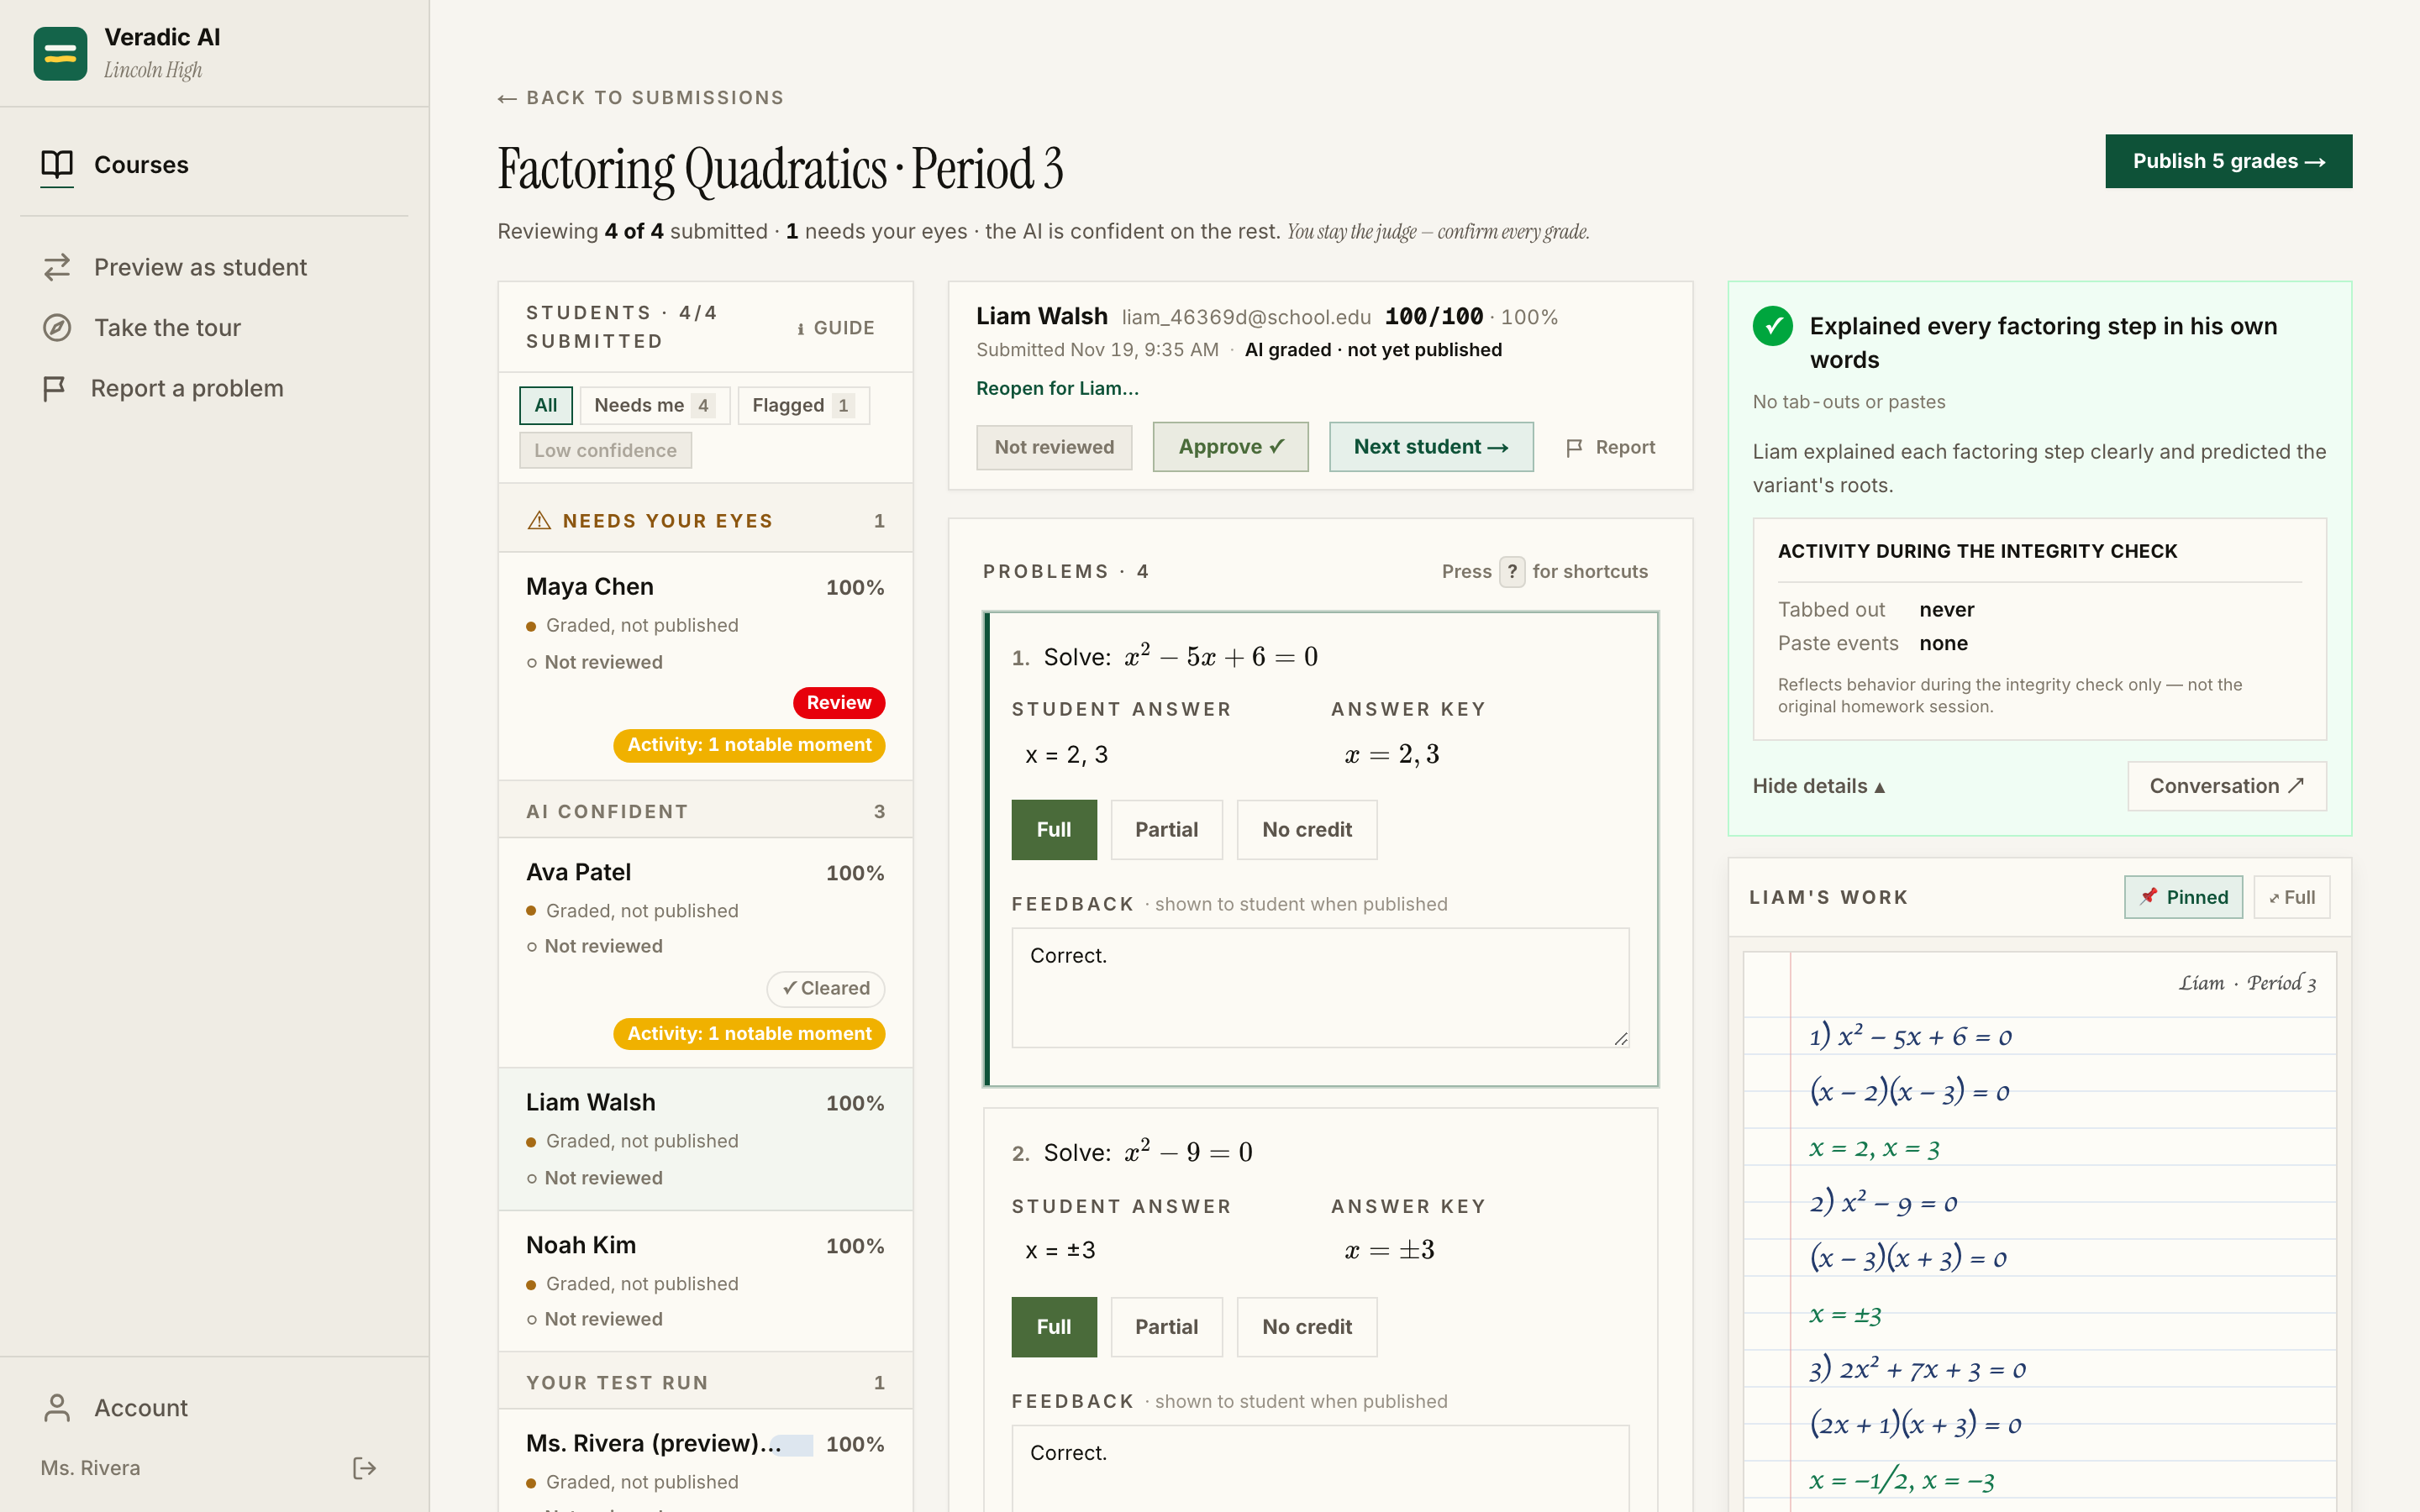 Veradic AI
Lincoln High
Courses
Preview as student
Take the tour
Report a problem
Account
Ms. Rivera
← BACK TO SUBMISSIONS
Factoring Quadratics · Period 3
Publish 5 grades →
Reviewing 4 of 4 submitted · 1 needs your eyes · the AI is confident on the rest. You stay the judge — confirm every grade.
STUDENTS · 4/4
SUBMITTED
i GUIDE
All
Needs me 4
Flagged 1
Low confidence
⚠ NEEDS YOUR EYES 1
Maya Chen 100%
Graded, not published
Not reviewed
Review
Activity: 1 notable moment
AI CONFIDENT 3
Ava Patel 100%
Graded, not published
Not reviewed
✓ Cleared
Activity: 1 notable moment
Liam Walsh 100%
Graded, not published
Not reviewed
Noah Kim 100%
Graded, not published
Not reviewed
YOUR TEST RUN 1
Ms. Rivera (preview)... 100%
Graded, not published
Liam Walsh liam_46369d@school.edu 100/100 · 100%
Submitted Nov 19, 9:35 AM · AI graded · not yet published
Reopen for Liam...
Not reviewed
Approve ✓
Next student →
Report
PROBLEMS · 4
Press ? for shortcuts
1. Solve: x² − 5x + 6 = 0
STUDENT ANSWER ANSWER KEY
x = 2, 3 x = 2, 3
Full Partial No credit
FEEDBACK · shown to student when published
Correct.
2. Solve: x² − 9 = 0
STUDENT ANSWER ANSWER KEY
x = ±3 x = ±3
Full Partial No credit
FEEDBACK · shown to student when published
Correct.
✓ Explained every factoring step in his own
words
No tab-outs or pastes
Liam explained each factoring step clearly and predicted the
variant's roots.
ACTIVITY DURING THE INTEGRITY CHECK
Tabbed out never
Paste events none
Reflects behavior during the integrity check only — not the
original homework session.
Hide details ▲
Conversation ↗
LIAM'S WORK
📌 Pinned
⤢ Full
Liam · Period 3
1) x² − 5x + 6 = 0
(x − 2)(x − 3) = 0
x = 2, x = 3
2) x² − 9 = 0
(x − 3)(x + 3) = 0
x = ±3
3) 2x² + 7x + 3 = 0
(2x + 1)(x + 3) = 0
x = −1/2, x = −3